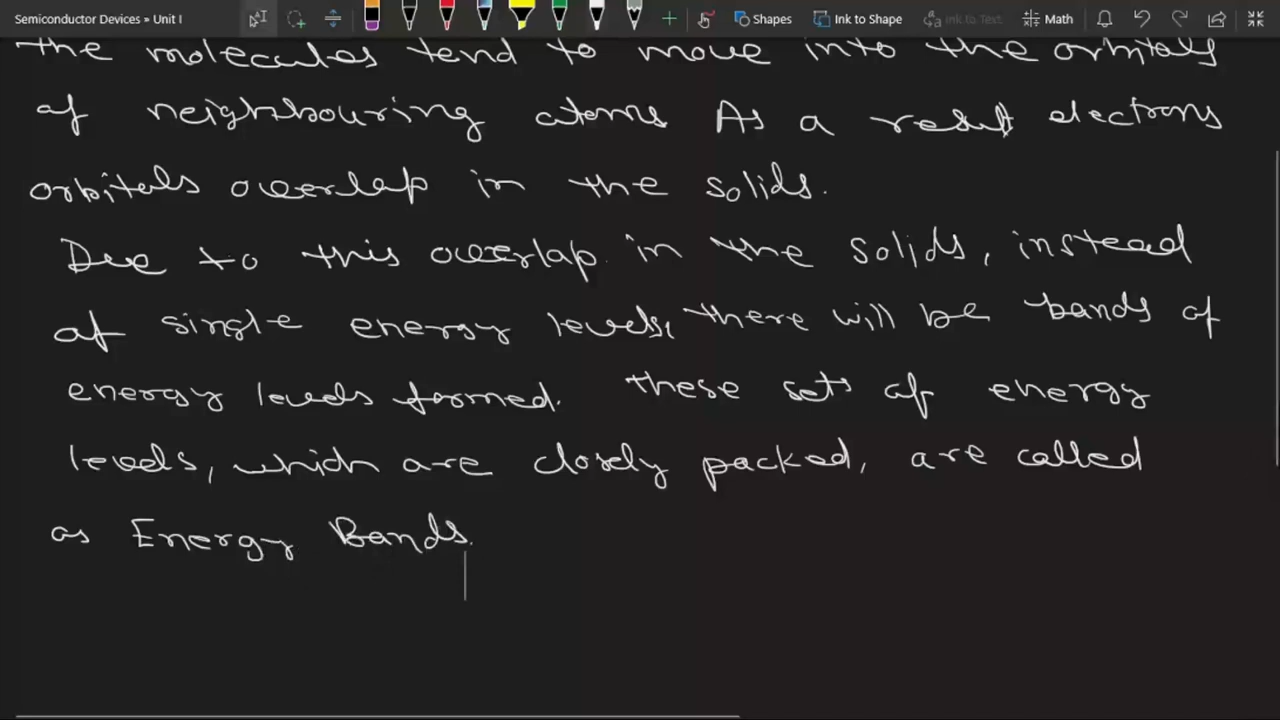 Semiconductor Devices » Unit I
Shapes
Ink to Shape
Ink to Text
Math
the molecules tend to move into the orbitals
of neighbouring atoms As a result electrons
orbitals overlap in the solids.
Due to this overlap in the solids, instead
of single energy levels, there will be bands of
energy levels formed. These sets of energy
levels, which are closely packed, are called
as Energy Bands.